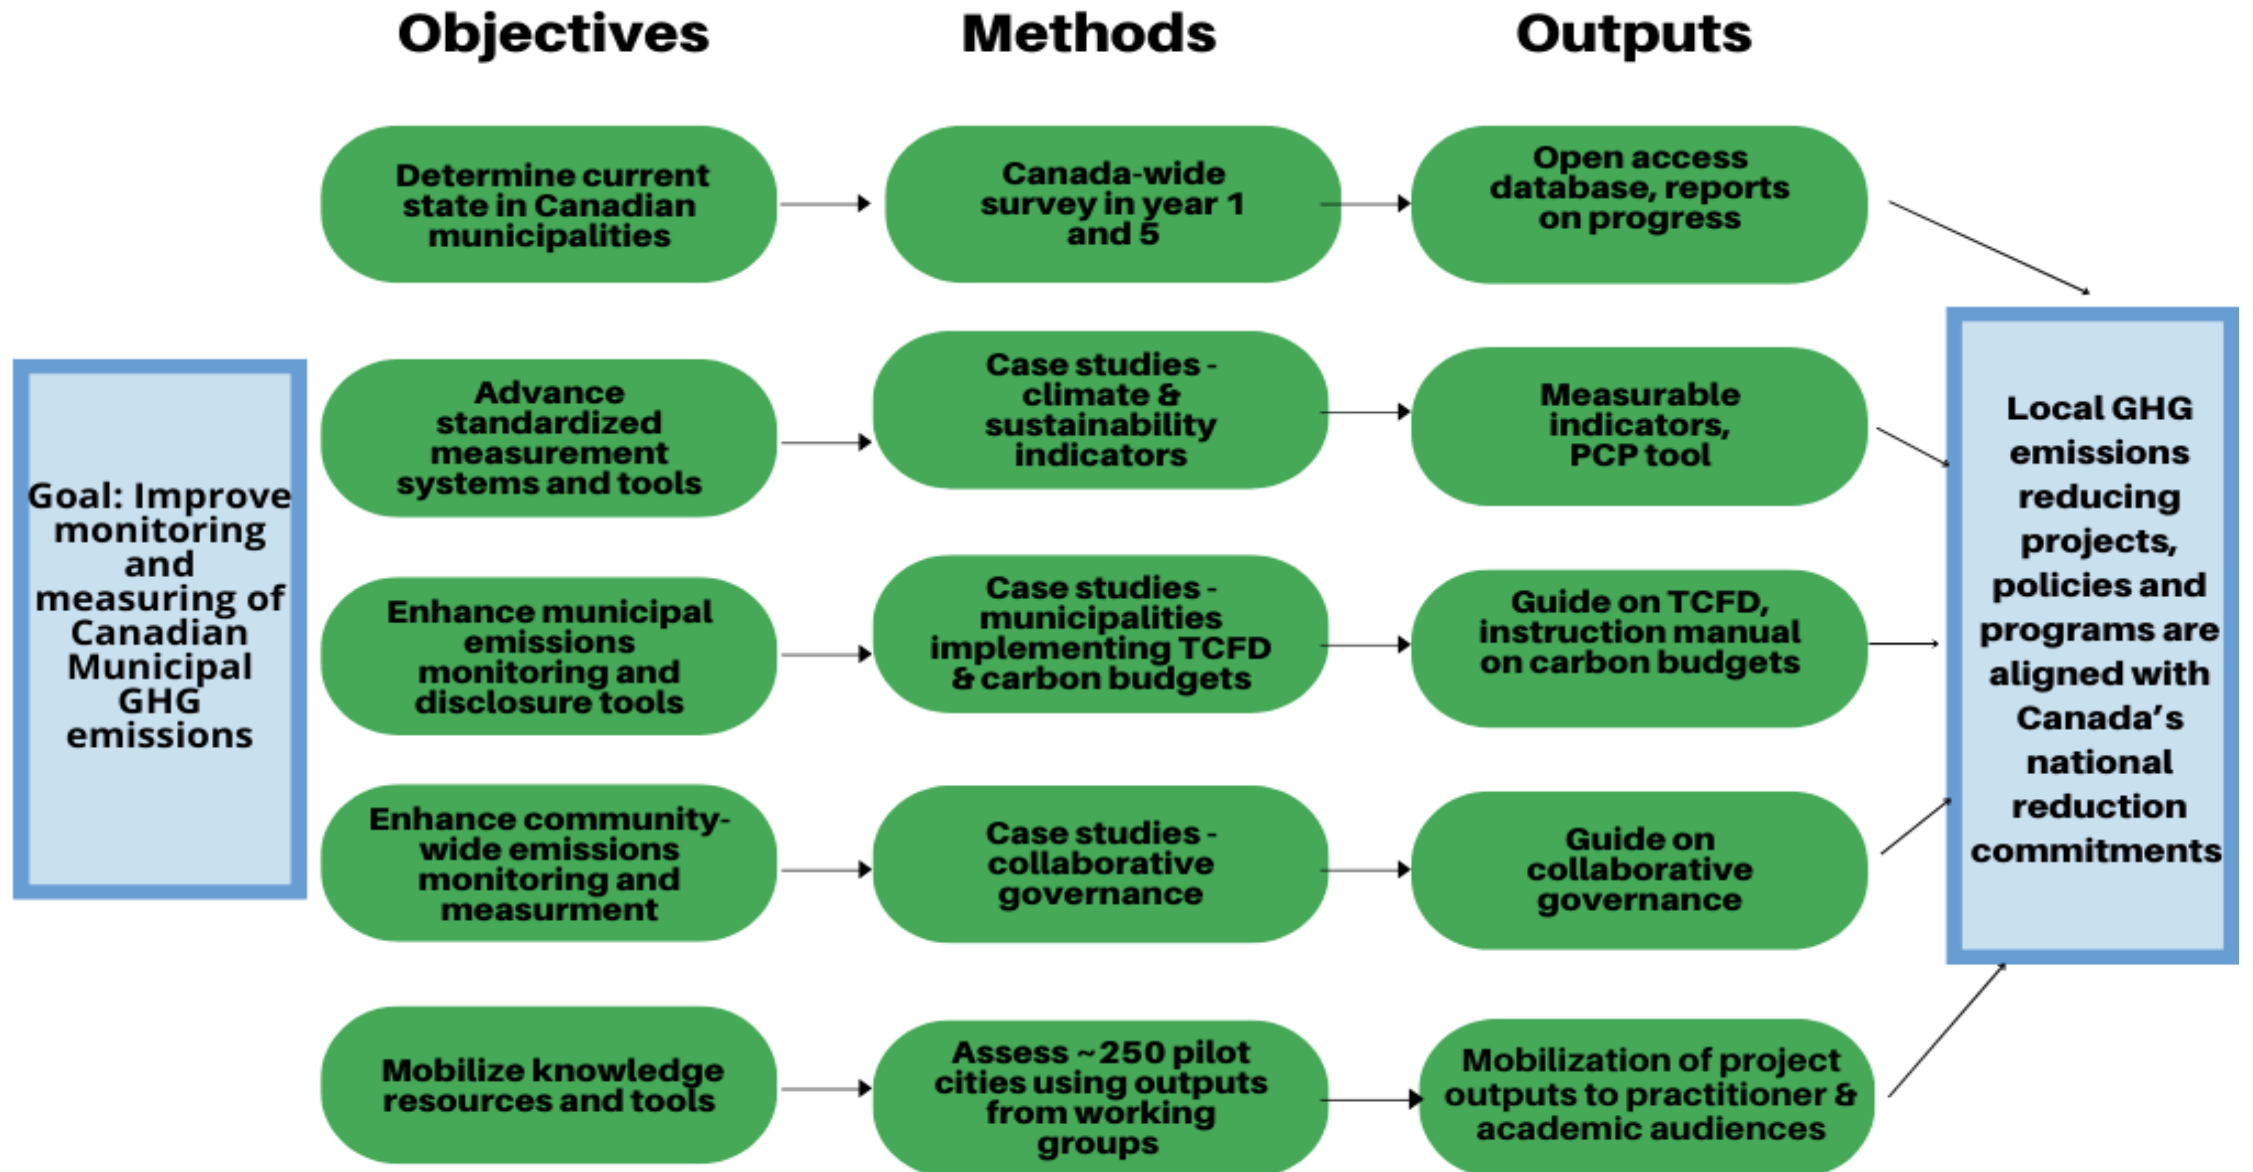 Objectives
Methods
Outputs
Goal: Improve
monitoring
and
measuring of
Canadian
Municipal
GHG
emissions
Determine current
state in Canadian
municipalities
Canada-wide
survey in year 1
and 5
Open access
database, reports
on progress
Advance
standardized
measurement
systems and tools
Case studies -
climate &
sustainability
indicators
Measurable
indicators,
PCP tool
Enhance municipal
emissions
monitoring and
disclosure tools
Case studies -
municipalities
implementing TCFD
& carbon budgets
Guide on TCFD,
instruction manual
on carbon budgets
Enhance community-
wide emissions
monitoring and
measurment
Case studies -
collaborative
governance
Guide on
collaborative
governance
Mobilize knowledge
resources and tools
Assess ~250 pilot
cities using outputs
from working
groups
Mobilization of project
outputs to practitioner &
academic audiences
Local GHG
emissions
reducing
projects,
policies and
programs are
aligned with
Canada’s
national
reduction
commitments